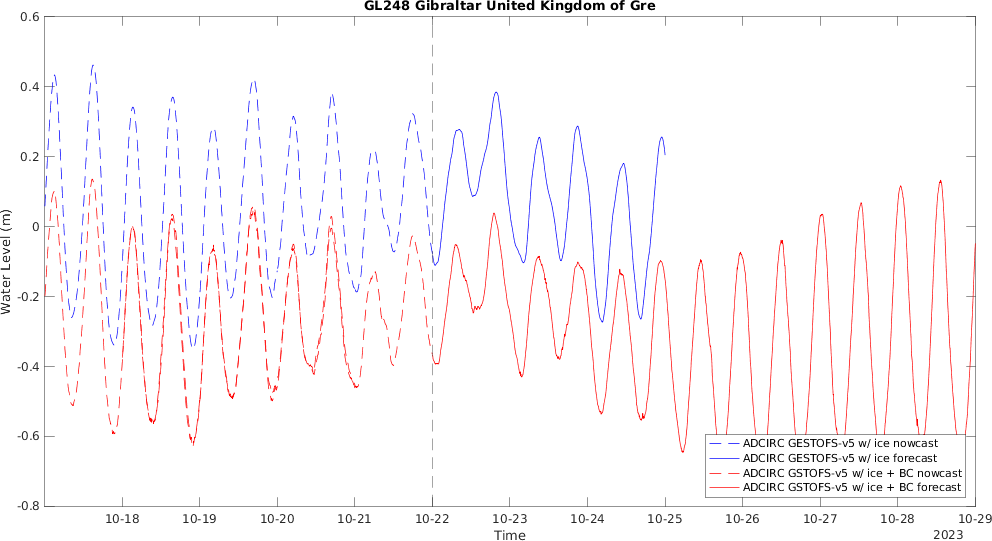 GL248 Gibraltar United Kingdom of Gre
0.6
0.4
0.2
0
-0.2
-0.4
-0.6
-0.8
Water Level (m)
ADCIRC GESTOFS-v5 w/ ice nowcast
ADCIRC GESTOFS-v5 w/ ice forecast
ADCIRC GSTOFS-v5 w/ ice + BC nowcast
ADCIRC GSTOFS-v5 w/ ice + BC forecast
10-18 10-19 10-20 10-21 10-22 10-23 10-24 10-25 10-26 10-27 10-28 10-29
Time
2023